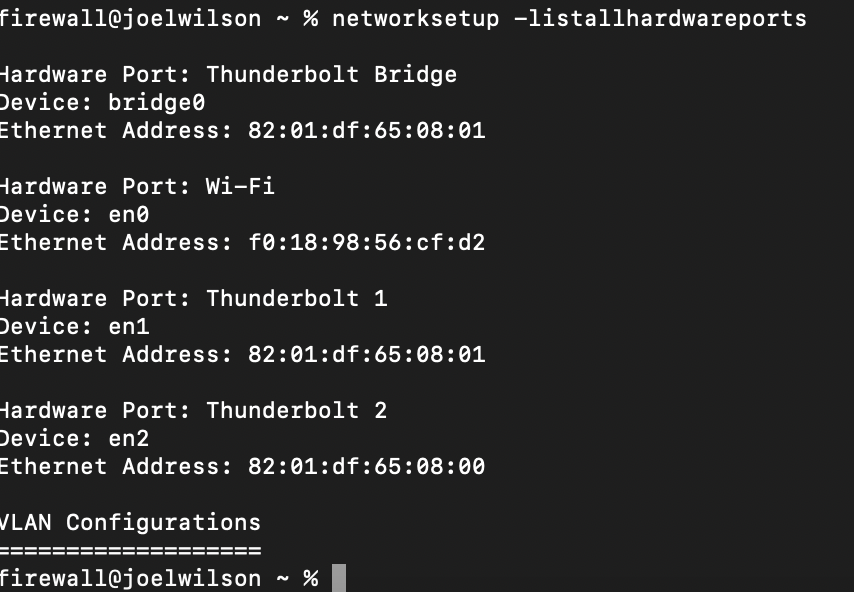 firewall@joelwilson ~ % networksetup -listallhardwareports
Hardware Port: Thunderbolt Bridge
Device: bridge0
Ethernet Address: 82:01:df:65:08:01
Hardware Port: Wi-Fi
Device: en0
Ethernet Address: f0:18:98:56:cf:d2
Hardware Port: Thunderbolt 1
Device: en1
Ethernet Address: 82:01:df:65:08:01
Hardware Port: Thunderbolt 2
Device: en2
Ethernet Address: 82:01:df:65:08:00
VLAN Configurations
===================
firewall@joelwilson ~ %